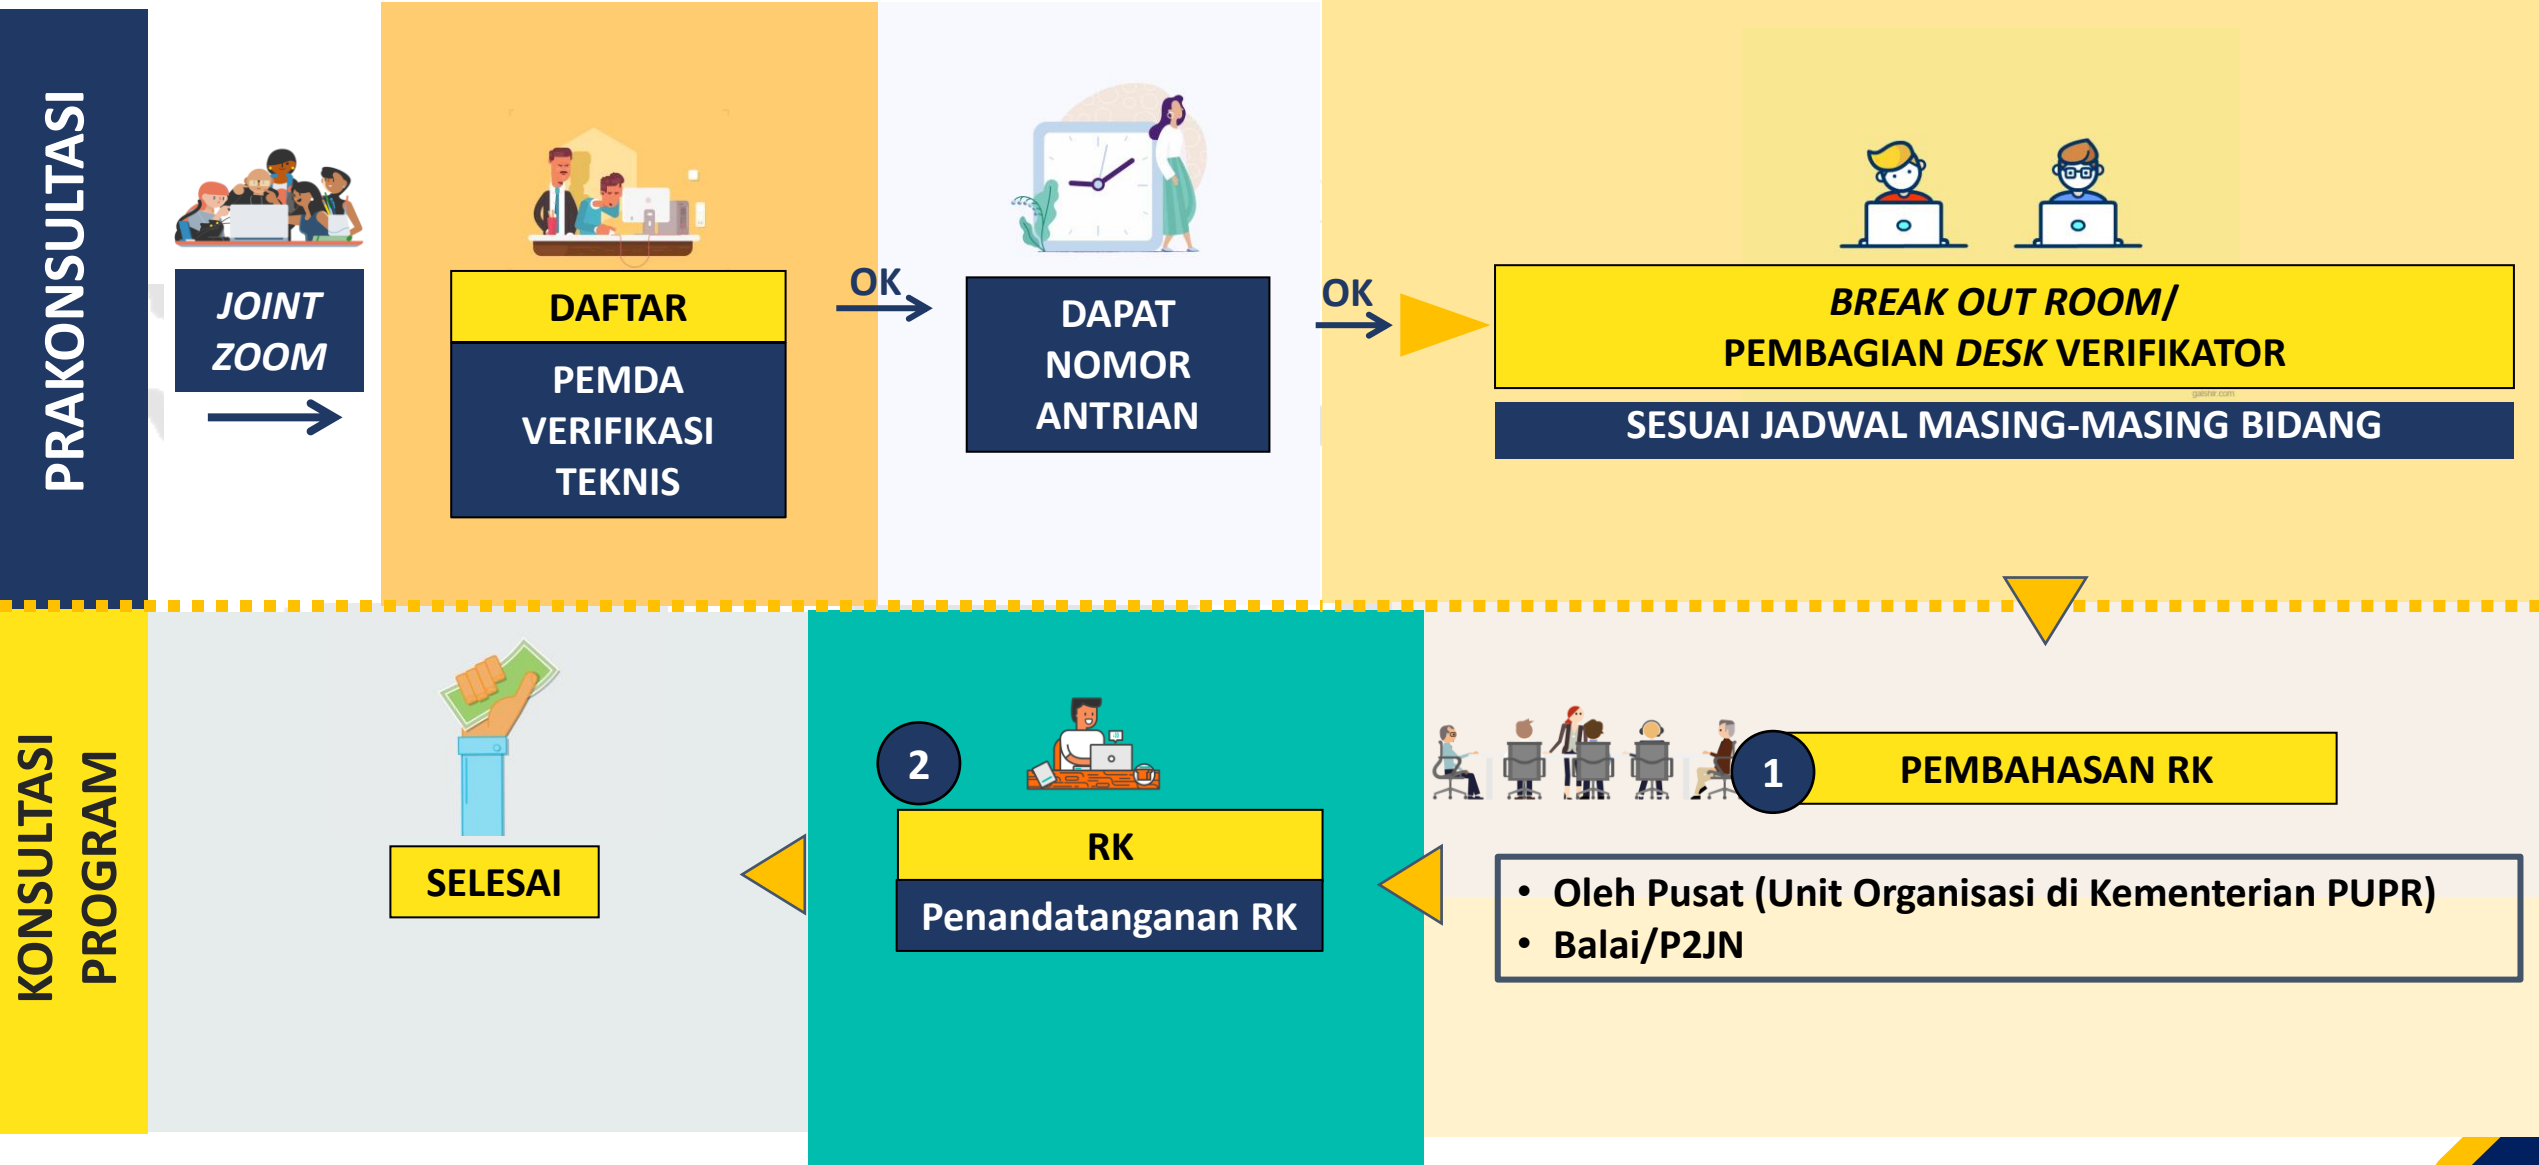 PRAKONSULTASI
JOINT
ZOOM
DAFTAR
PEMDA
VERIFIKASI
TEKNIS
OK
DAPAT
NOMOR
ANTRIAN
OK
BREAK OUT ROOM/
PEMBAGIAN DESK VERIFIKATOR
SESUAI JADWAL MASING-MASING BIDANG
KONSULTASI
PROGRAM
1
PEMBAHASAN RK
• Oleh Pusat (Unit Organisasi di Kementerian PUPR)
• Balai/P2JN
2
RK
Penandatanganan RK
SELESAI